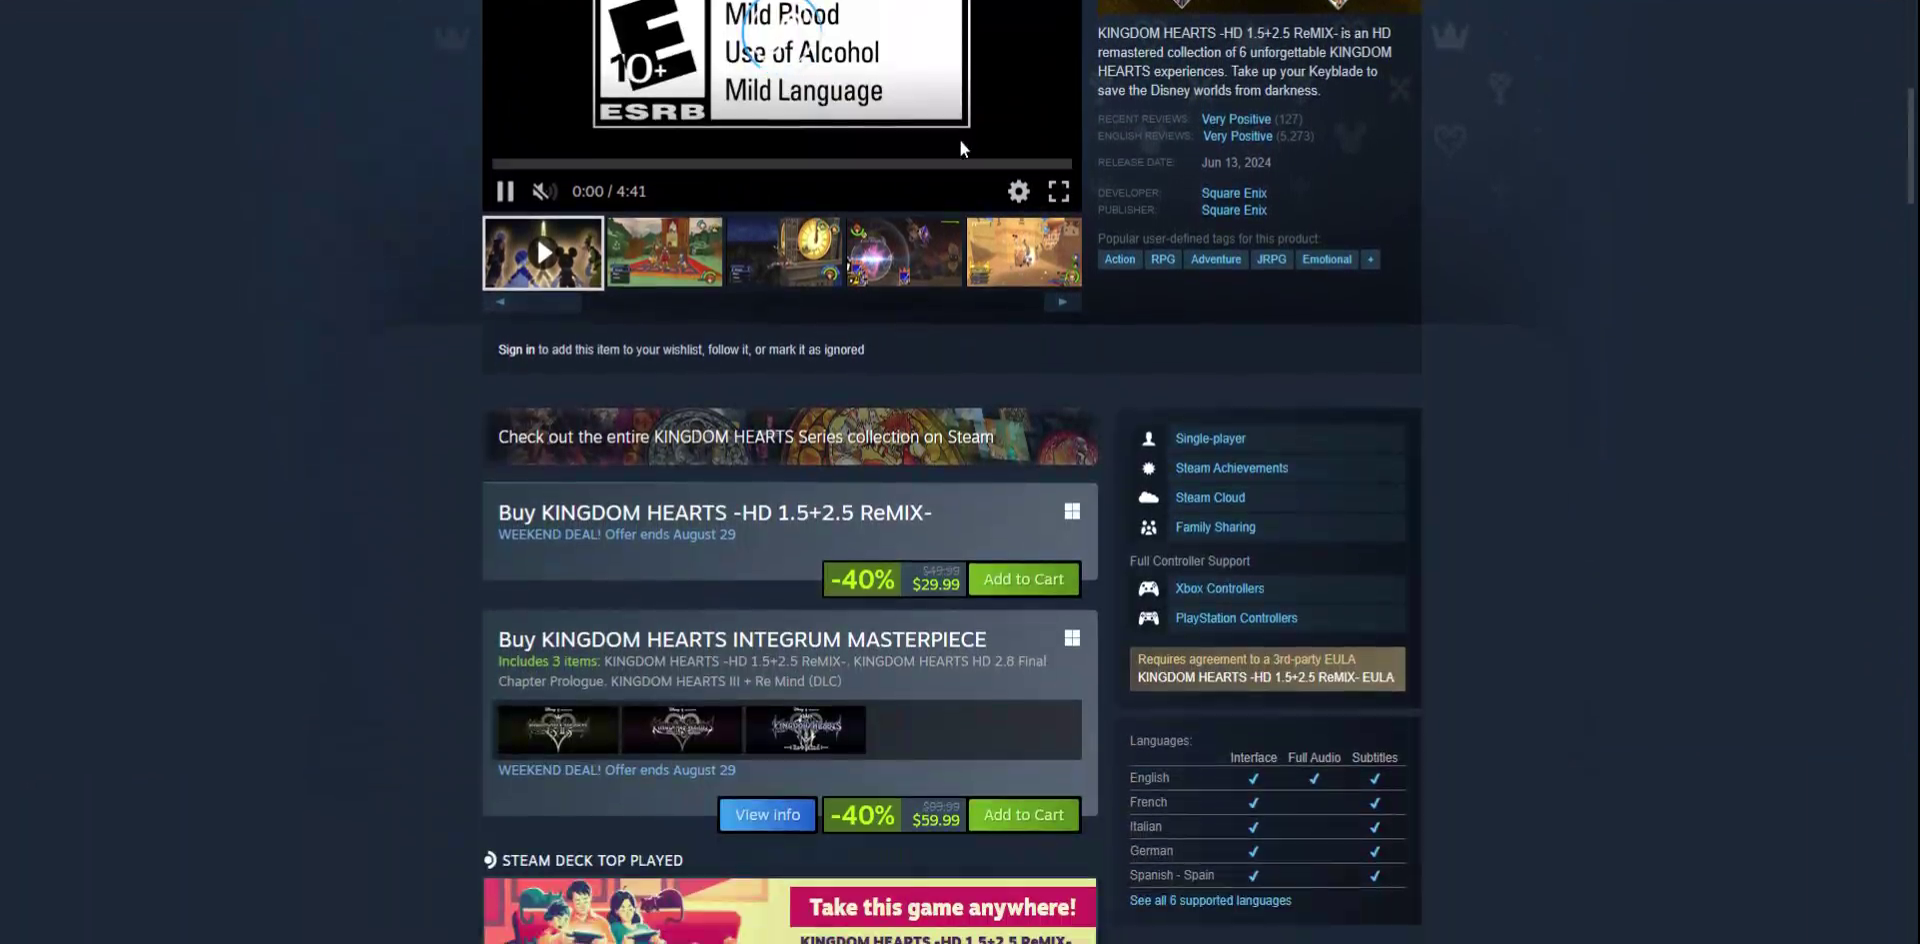 Mild Blood
Use of Alcohol
Mild Language
E
10+
ESRB
0:00 / 4:41
KINGDOM HEARTS -HD 1.5+2.5 ReMIX- is an HD
remastered collection of 6 unforgettable KINGDOM
HEARTS experiences. Take up your Keyblade to
save the Disney worlds from darkness.
RECENT REVIEWS: Very Positive (127)
ENGLISH REVIEWS: Very Positive (5,273)
RELEASE DATE: Jun 13, 2024
DEVELOPER: Square Enix
PUBLISHER: Square Enix
Popular user-defined tags for this product:
Action RPG Adventure JRPG Emotional +
Sign in to add this item to your wishlist, follow it, or mark it as ignored
Check out the entire KINGDOM HEARTS Series collection on Steam
Buy KINGDOM HEARTS -HD 1.5+2.5 ReMIX-
WEEKEND DEAL! Offer ends August 29
-40% $49.99 $29.99 Add to Cart
Buy KINGDOM HEARTS INTEGRUM MASTERPIECE
Includes 3 items: KINGDOM HEARTS -HD 1.5+2.5 ReMIX-, KINGDOM HEARTS HD 2.8 Final
Chapter Prologue, KINGDOM HEARTS III + Re Mind (DLC)
WEEKEND DEAL! Offer ends August 29
View info -40% $99.99 $59.99 Add to Cart
STEAM DECK TOP PLAYED
Take this game anywhere!
KINGDOM HEARTS -HD 1.5+2.5 ReMIX-
Single-player
Steam Achievements
Steam Cloud
Family Sharing
Full Controller Support
Xbox Controllers
PlayStation Controllers
Requires agreement to a 3rd-party EULA
KINGDOM HEARTS -HD 1.5+2.5 ReMIX- EULA
Languages:
Interface Full Audio Subtitles
English ✔ ✔ ✔
French ✔ ✔
Italian ✔ ✔
German ✔ ✔
Spanish - Spain ✔ ✔
See all 6 supported languages